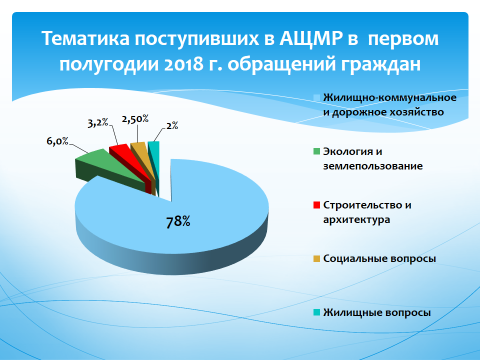 Тематика поступивших в АЩМР в первом
полугодии 2018 г. обращений граждан
Жилищно-коммунальное
и дорожное хозяйство
Экология и
землепользование
Строительство и
архитектура
Социальные вопросы
Жилищные вопросы
6,0%
3,2%
2,50%
2%
78%